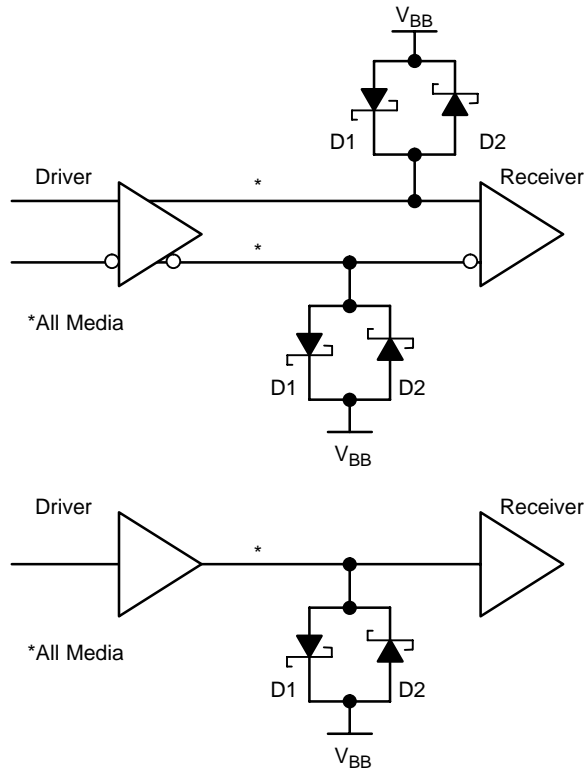 VBB
D1 D2
Driver * Receiver
*
*All Media
D1 D2
VBB
Driver Receiver
*
*All Media
D1 D2
VBB